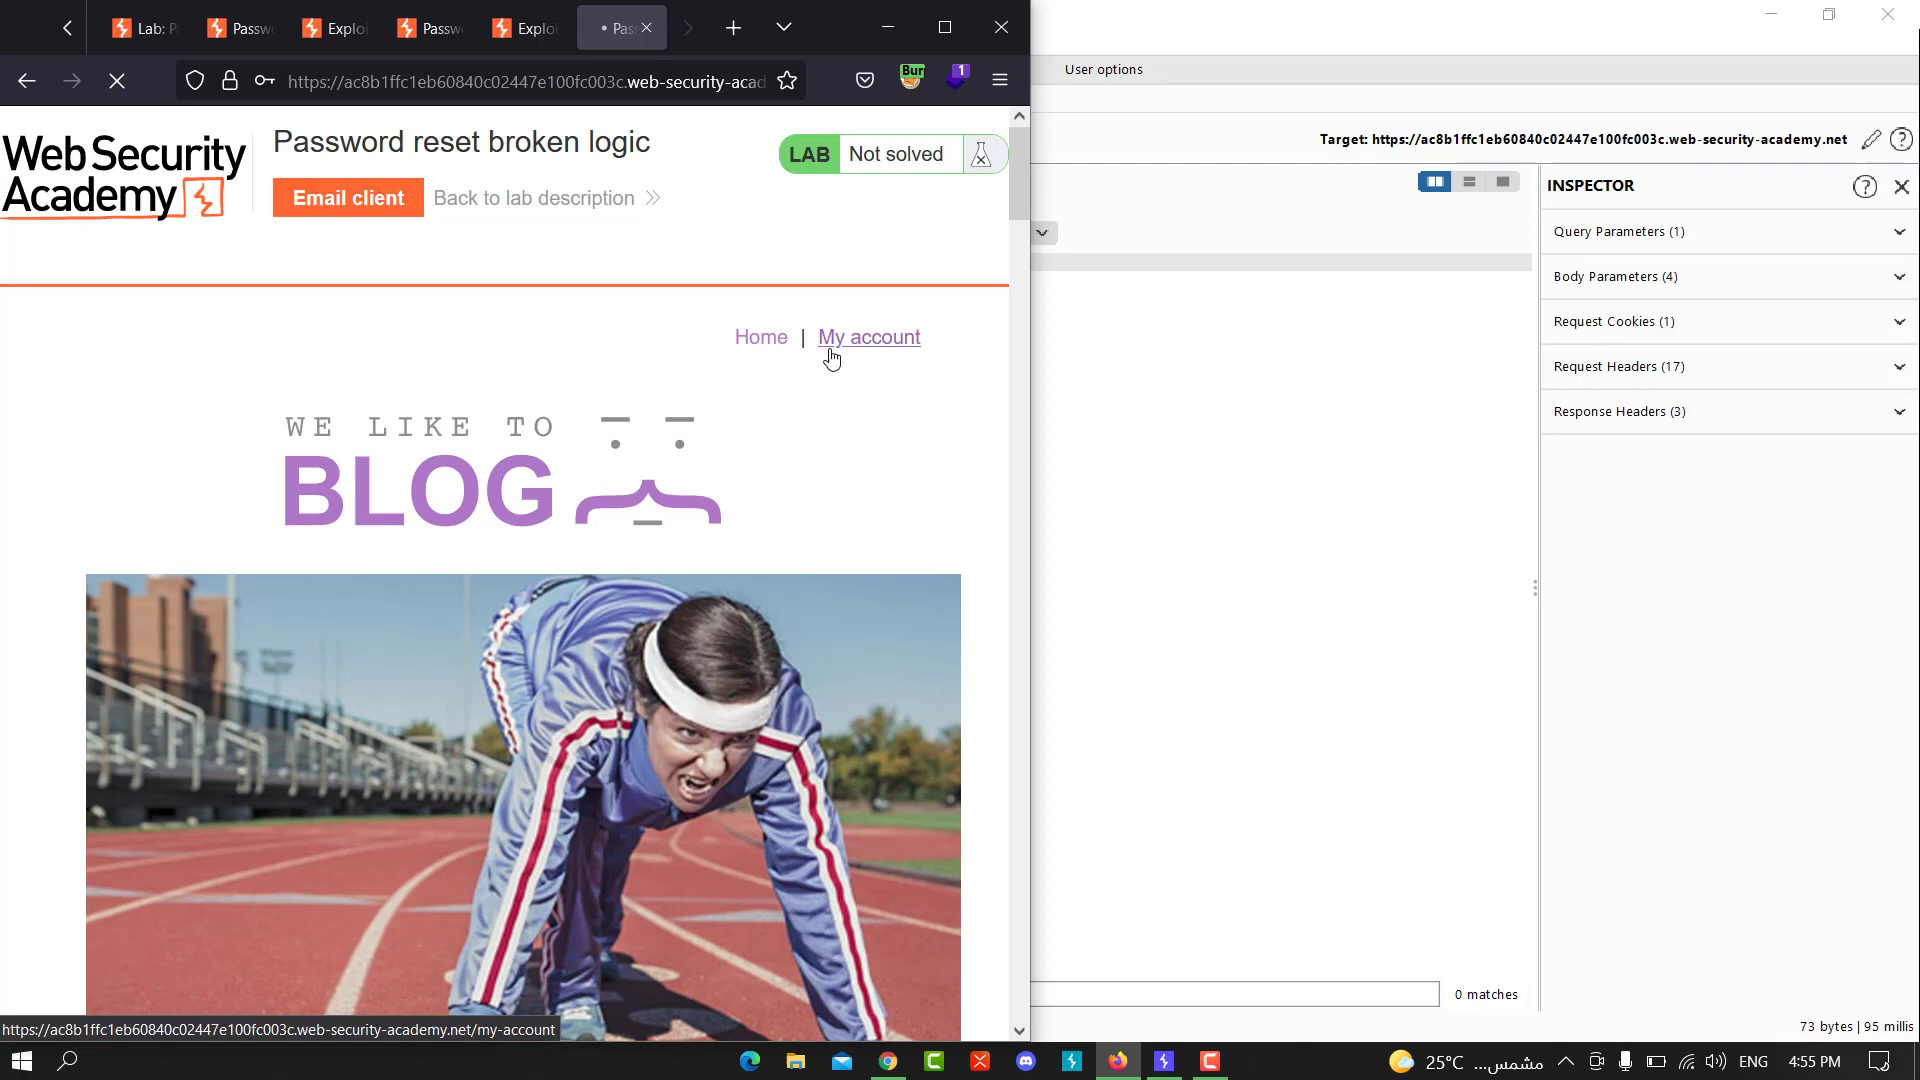 Lab: P
Passw
Exploi
Passw
Exploi
Pas
https://ac8b1ffc1eb60840c02447e100fc003c.web-security-acad
Bur
1
Web Security
Academy
Password reset broken logic
Email client
Back to lab description
LAB
Not solved
Home | My account
WE LIKE TO
BLOG
https://ac8b1ffc1eb60840c02447e100fc003c.web-security-academy.net/my-account
User options
Target: https://ac8b1ffc1eb60840c02447e100fc003c.web-security-academy.net
INSPECTOR
Query Parameters (1)
Body Parameters (4)
Request Cookies (1)
Request Headers (17)
Response Headers (3)
0 matches
73 bytes | 95 millis
25°C
مشمس...
ENG
4:55 PM